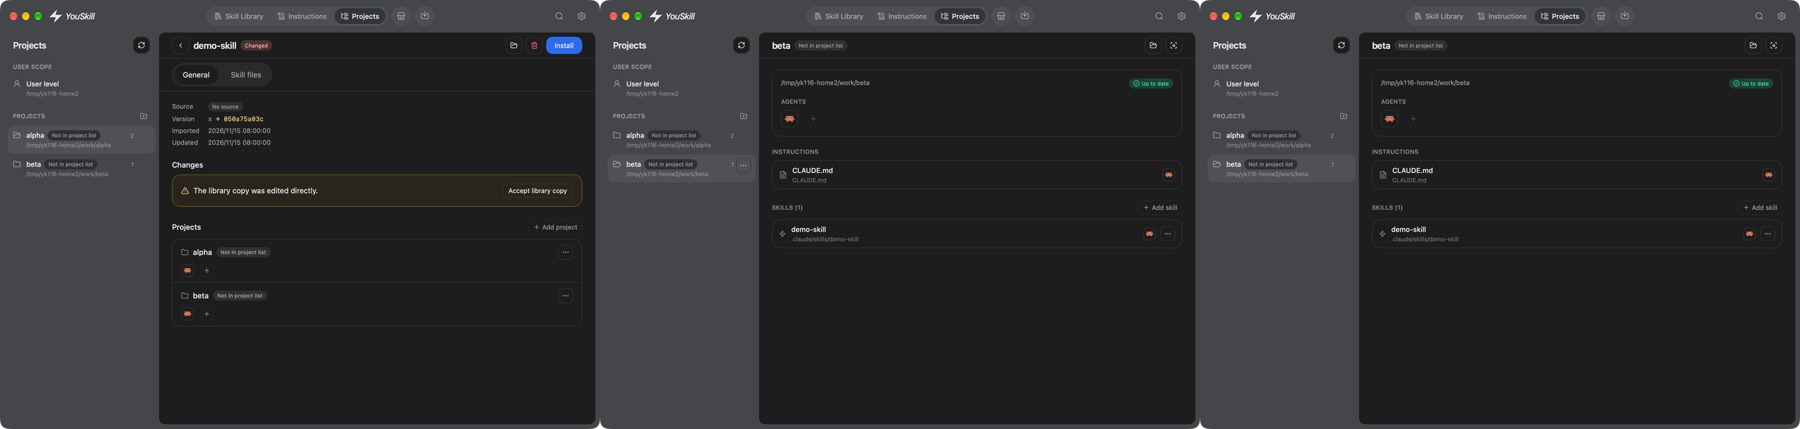 YouSkill
Skill Library
Instructions
Projects
Projects
USER SCOPE
User level
/tmp/yk116-home2
PROJECTS
alpha Not in project list 2
/tmp/yk116-home2/work/alpha
beta Not in project list 1
/tmp/yk116-home2/work/beta
demo-skill Changed
Install
General
Skill files
Source No source
Version x → 050a75a03c
Imported 2026/11/15 08:00:00
Updated 2026/11/15 08:00:00
Changes
The library copy was edited directly.
Accept library copy
Projects
+ Add project
alpha Not in project list
beta Not in project list
YouSkill
Skill Library
Instructions
Projects
Projects
USER SCOPE
User level
/tmp/yk116-home2
PROJECTS
alpha Not in project list 2
/tmp/yk116-home2/work/alpha
beta Not in project list 1
/tmp/yk116-home2/work/beta
beta Not in project list
/tmp/yk116-home2/work/beta
Up to date
AGENTS
INSTRUCTIONS
CLAUDE.md
CLAUDE.md
SKILLS (1)
+ Add skill
demo-skill
.claude/skills/demo-skill
YouSkill
Skill Library
Instructions
Projects
Projects
USER SCOPE
User level
/tmp/yk116-home2
PROJECTS
alpha Not in project list 2
/tmp/yk116-home2/work/alpha
beta Not in project list 1
/tmp/yk116-home2/work/beta
beta Not in project list
/tmp/yk116-home2/work/beta
Up to date
AGENTS
INSTRUCTIONS
CLAUDE.md
CLAUDE.md
SKILLS (1)
+ Add skill
demo-skill
.claude/skills/demo-skill